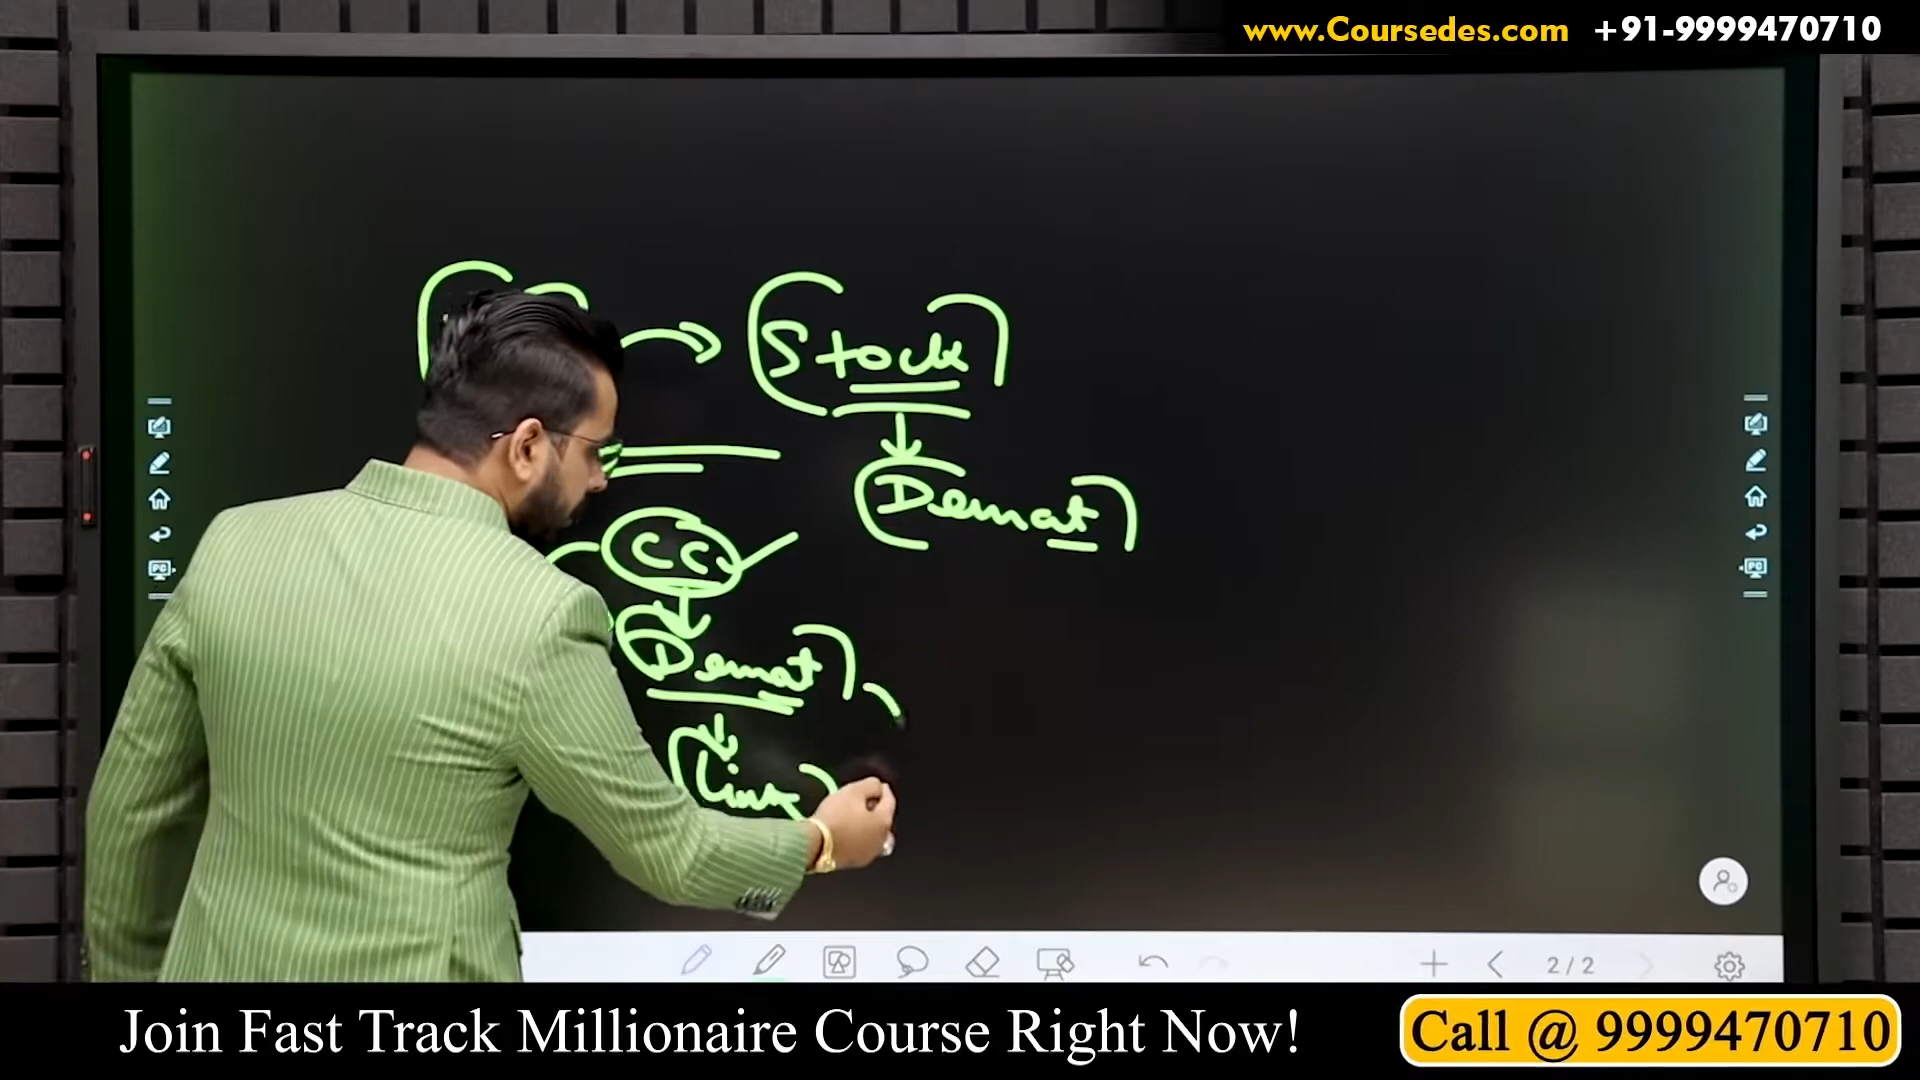 www.Coursedes.com +91-9999470710
Stock
Demat
CC
Demat
Link
2/2
Join Fast Track Millionaire Course Right Now!
Call @ 9999470710